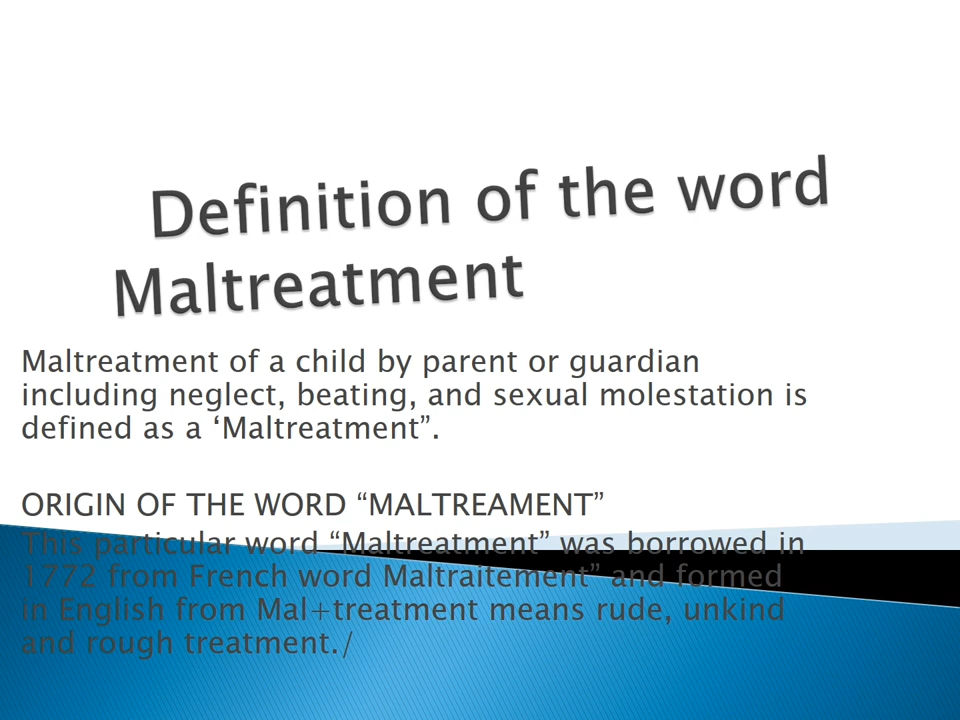 Definition of the word
Maltreatment
Maltreatment of a child by parent or guardian
including neglect, beating, and sexual molestation is
defined as a ‘Maltreatment”.
ORIGIN OF THE WORD “MALTREAMENT”
This particular word “Maltreatment” was borrowed in
1772 from French word Maltraitement” and formed
in English from Mal+treatment means rude, unkind
and rough treatment./